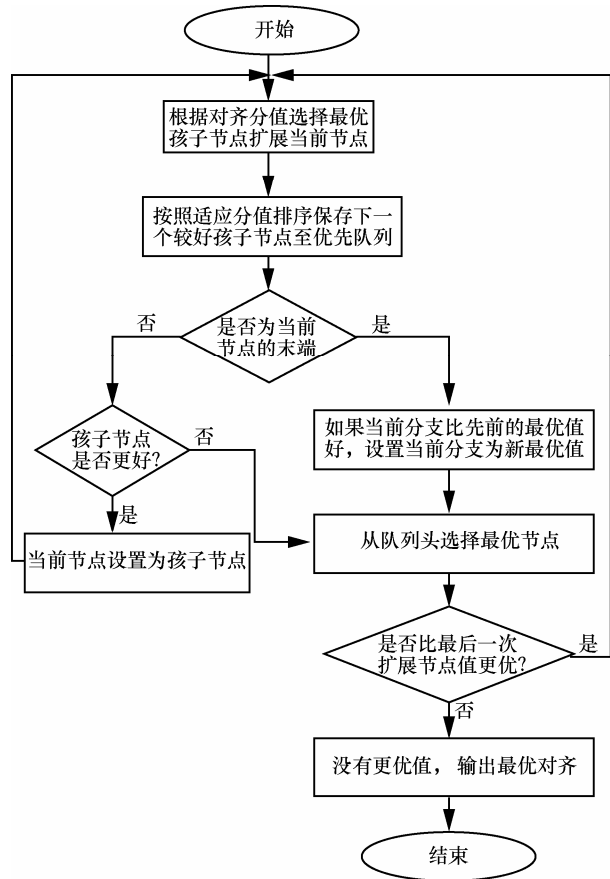 开始
根据对齐分值选择最优
孩子节点扩展当前节点
按照适应分值排序保存下一
个较好孩子节点至优先队列
是否为当前
节点的末端
否
是
孩子节点
是否更好?
否
是
当前节点设置为孩子节点
如果当前分支比先前的最优值
好，设置当前分支为新最优值
从队列头选择最优节点
是否比最后一次
扩展节点值更优?
是
否
没有更优值，输出最优对齐
结束